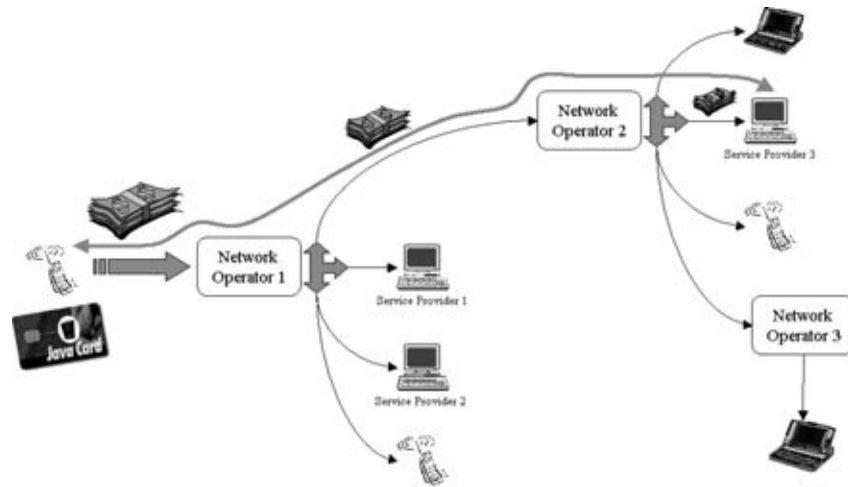 Network
Operator 2
Service Provider 3
Network
Operator 1
Service Provider 1
Java Card
Network
Operator 3
Service Provider 2